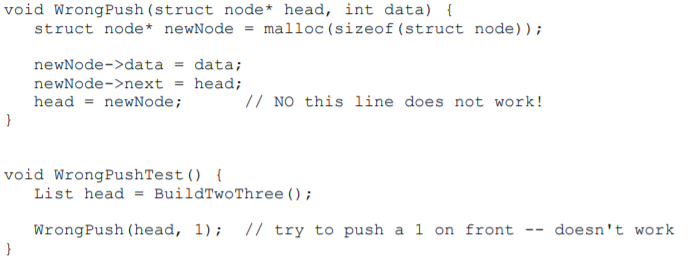 void WrongPush(struct node* head, int data) {
struct node* newNode = malloc(sizeof(struct node));
newNode->data = data;
newNode->next = head;
head = newNode;       // NO this line does not work!
}
void WrongPushTest() {
List head = BuildTwoThree();
WrongPush(head, 1);  // try to push a 1 on front -- doesn't work
}